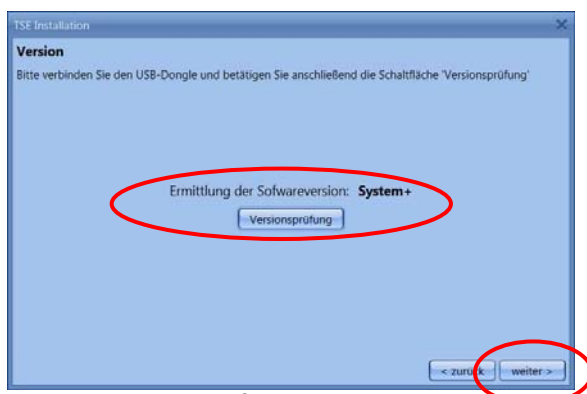 TSE Installation
Version
Bitte verbinden Sie den USB-Dongle und betätigen Sie anschließend die Schaltfläche 'Versionsprüfung'
Ermittlung der Sofwareversion: System+
Versionsprüfung
< zurück weiter >